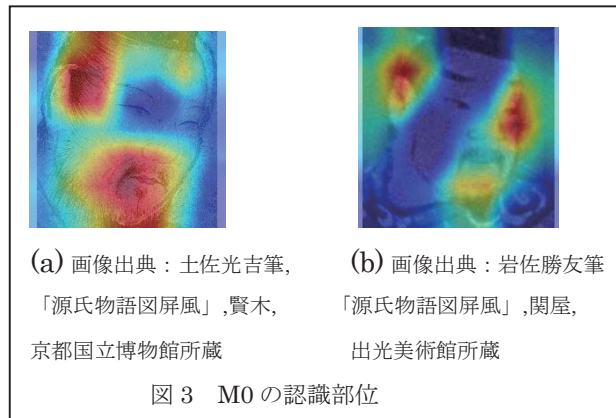 (a) 画像出典：土佐光吉筆,
「源氏物語図屏風」,賢木,
京都国立博物館所蔵
(b) 画像出典：岩佐勝友筆
「源氏物語図屏風」,関屋,
出光美術館所蔵
図 3 M0 の認識部位